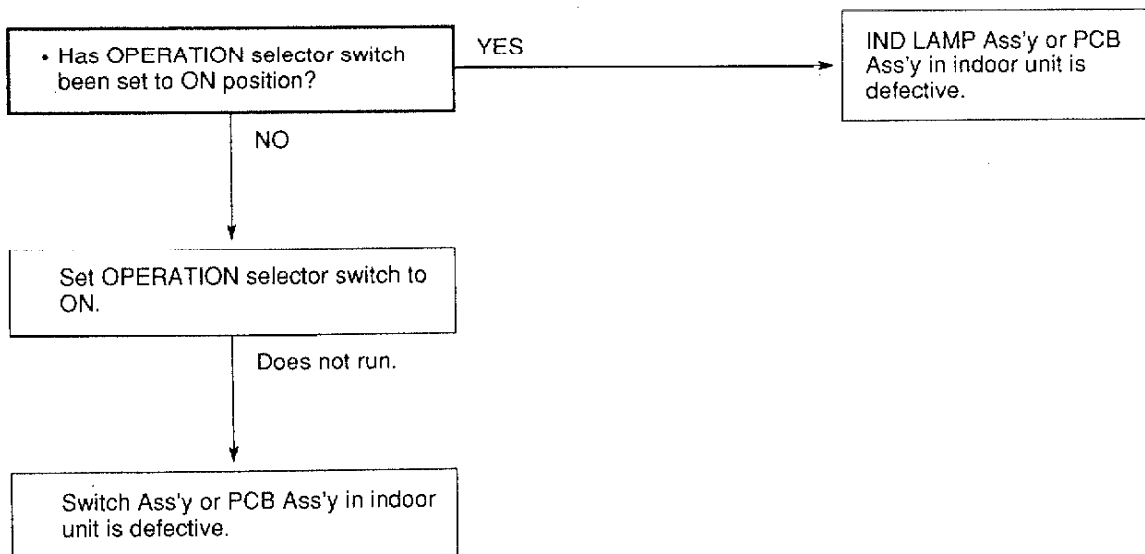 • Has OPERATION selector switch
been set to ON position?
YES
IND LAMP Ass'y or PCB
Ass'y in indoor unit is
defective.
NO
Set OPERATION selector switch to
ON.
Does not run.
Switch Ass'y or PCB Ass'y in indoor
unit is defective.